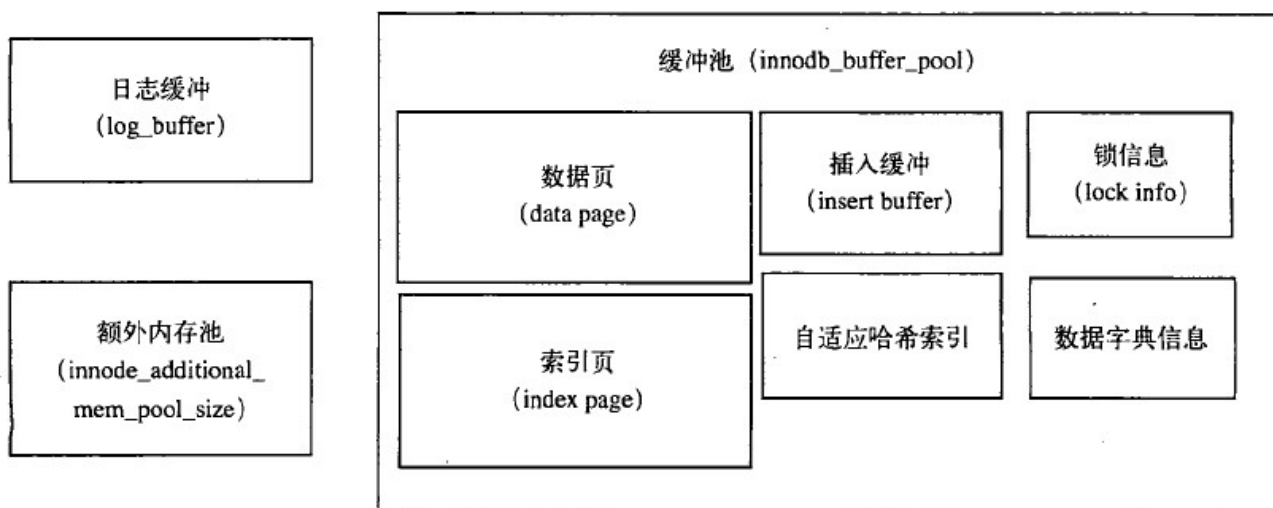 日志缓冲
(log_buffer)
额外内存池
(innode_additional_
mem_pool_size)
缓冲池 (innodb_buffer_pool)
数据页
(data page)
索引页
(index page)
插入缓冲
(insert buffer)
自适应哈希索引
锁信息
(lock info)
数据字典信息